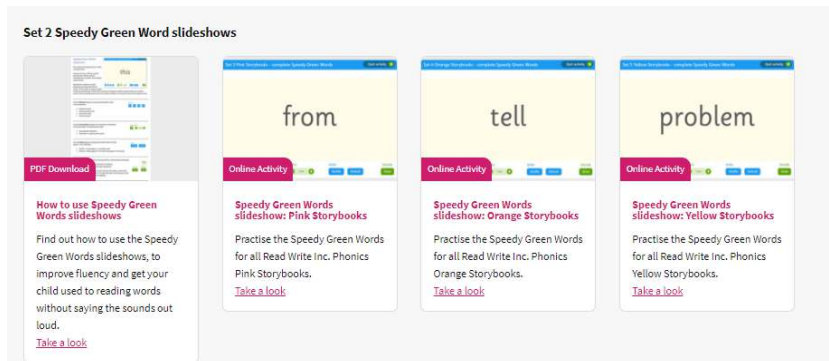 Set 2 Speedy Green Word slideshows
this
PDF Download
How to use Speedy Green
Words slideshows
Find out how to use the Speedy
Green Words slideshows, to
improve fluency and get your
child used to reading words
without saying the sounds out
loud.
Take a look
from
Online Activity
Speedy Green Words
slideshow: Pink Storybooks
Practise the Speedy Green Words
for all Read Write Inc. Phonics
Pink Storybooks.
Take a look
tell
Online Activity
Speedy Green Words
slideshow: Orange Storybooks
Practise the Speedy Green Words
for all Read Write Inc. Phonics
Orange Storybooks.
Take a look
problem
Online Activity
Speedy Green Words
slideshow: Yellow Storybooks
Practise the Speedy Green Words
for all Read Write Inc. Phonics
Yellow Storybooks.
Take a look